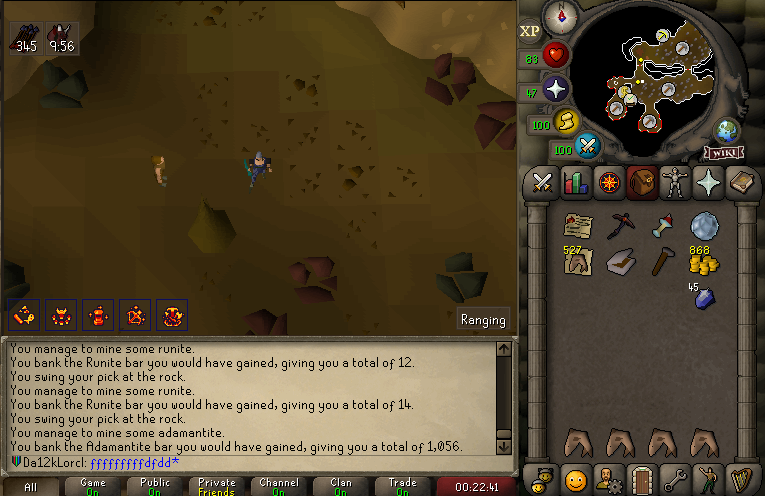 345 9:56
XP
83
47
100
100
WIKI
527
868
45
Ranging
You manage to mine some runite.
You bank the Runite bar you would have gained, giving you a total of 12.
You swing your pick at the rock.
You manage to mine some runite.
You bank the Runite bar you would have gained, giving you a total of 14.
You swing your pick at the rock.
You manage to mine some adamantite.
You bank the Adamantite bar you would have gained, giving you a total of 1,056.
Da12kLorcl: fffffffffdfdd*
All
Game
On
Public
On
Private
Friends
Channel
On
Clan
On
Trade
On
00:22:41